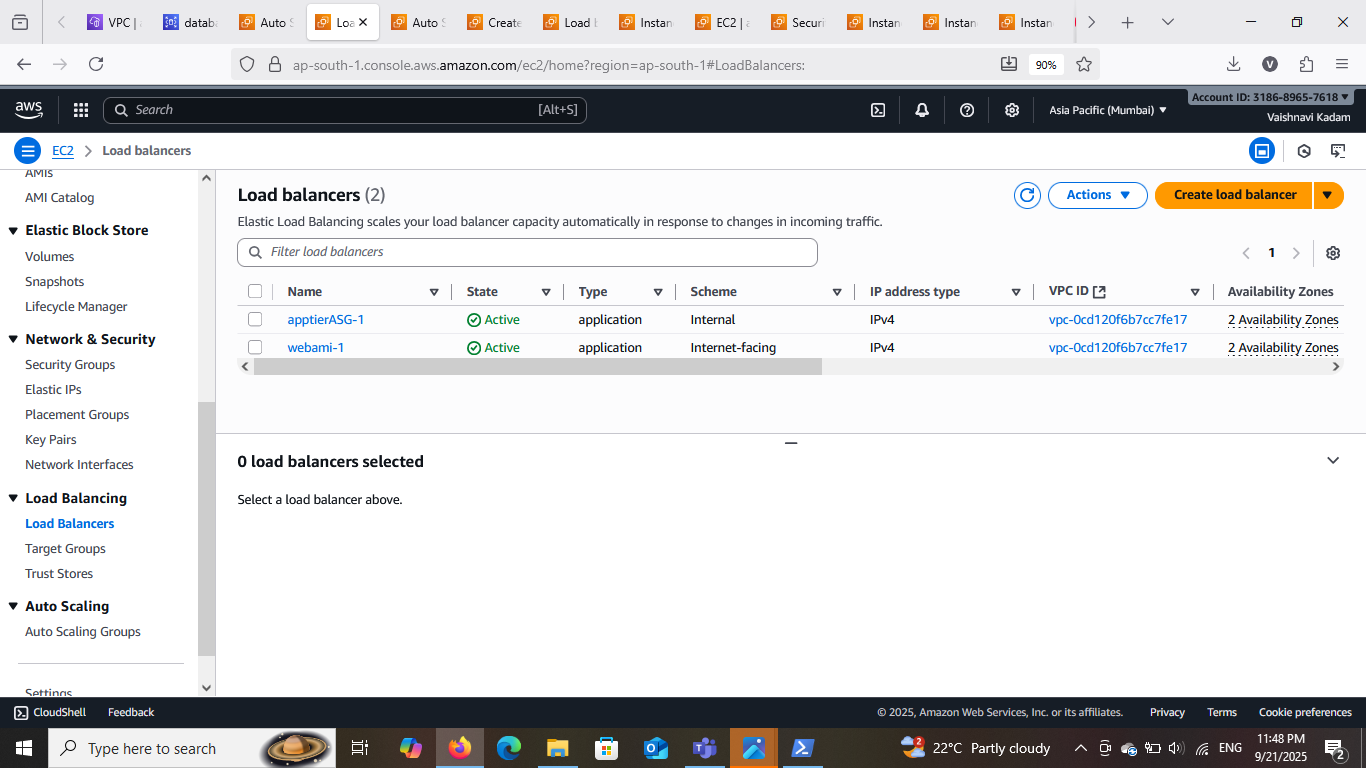 VPC |
datab
Auto S
Loa
Auto S
Create
Load b
Instan
EC2 | a
Securi
Instan
Instan
Instan
ap-south-1.console.aws.amazon.com/ec2/home?region=ap-south-1#LoadBalancers:
90%
aws
Search
[Alt+S]
Asia Pacific (Mumbai)
Account ID: 3186-8965-7618
Vaishnavi Kadam
EC2
Load balancers
AMIs
AMI Catalog
Elastic Block Store
Volumes
Snapshots
Lifecycle Manager
Network & Security
Security Groups
Elastic IPs
Placement Groups
Key Pairs
Network Interfaces
Load Balancing
Load Balancers
Target Groups
Trust Stores
Auto Scaling
Auto Scaling Groups
Settings
Load balancers (2)
Actions
Create load balancer
Elastic Load Balancing scales your load balancer capacity automatically in response to changes in incoming traffic.
Filter load balancers
1
Name State Type Scheme IP address type VPC ID Availability Zones
apptierASG-1 Active application Internal IPv4 vpc-0cd120f6b7cc7fe17 2 Availability Zones
webami-1 Active application Internet-facing IPv4 vpc-0cd120f6b7cc7fe17 2 Availability Zones
0 load balancers selected
Select a load balancer above.
CloudShell
Feedback
© 2025, Amazon Web Services, Inc. or its affiliates.
Privacy
Terms
Cookie preferences
Type here to search
2
22°C Partly cloudy
ENG
11:48 PM
9/21/2025
2